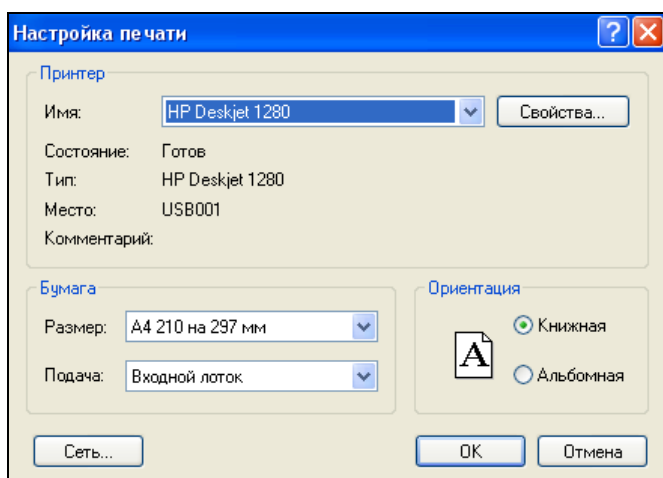 Настройка печати
Принтер
Имя: HP Deskjet 1280 Свойства...
Состояние: Готов
Тип: HP Deskjet 1280
Место: USB001
Комментарий:
Бумага
Размер: A4 210 на 297 мм
Подача: Входной лоток
Ориентация
A
Книжная
Альбомная
Сеть... OK Отмена